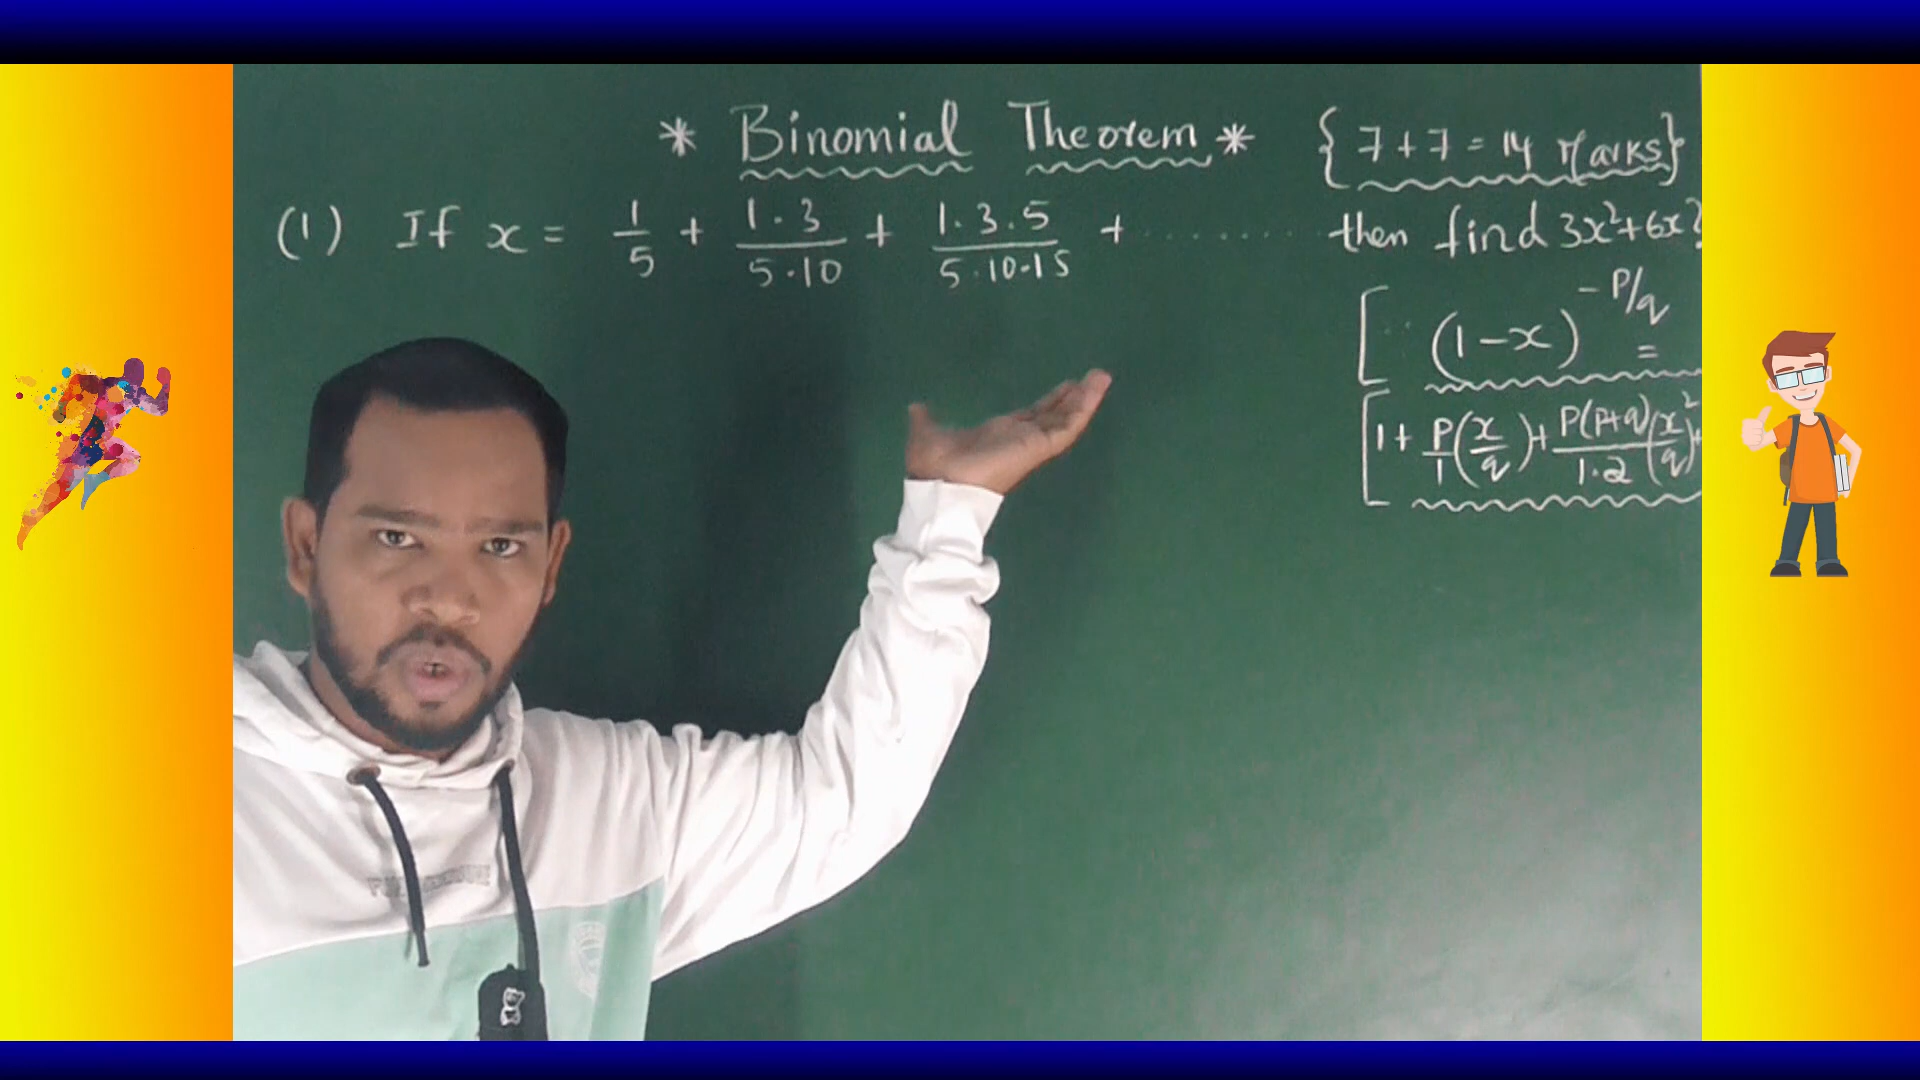 * Binomial Theorem * {7+7=14 Marks}
(1) If x = 1/5 + 1·3/5·10 + 1·3·5/5·10·15 + ........ then find 3x²+6x?
[ (1-x)^-P/q =
[1+ P/1 (x/q)+ P(P+q)/1·2 (x/q)² +